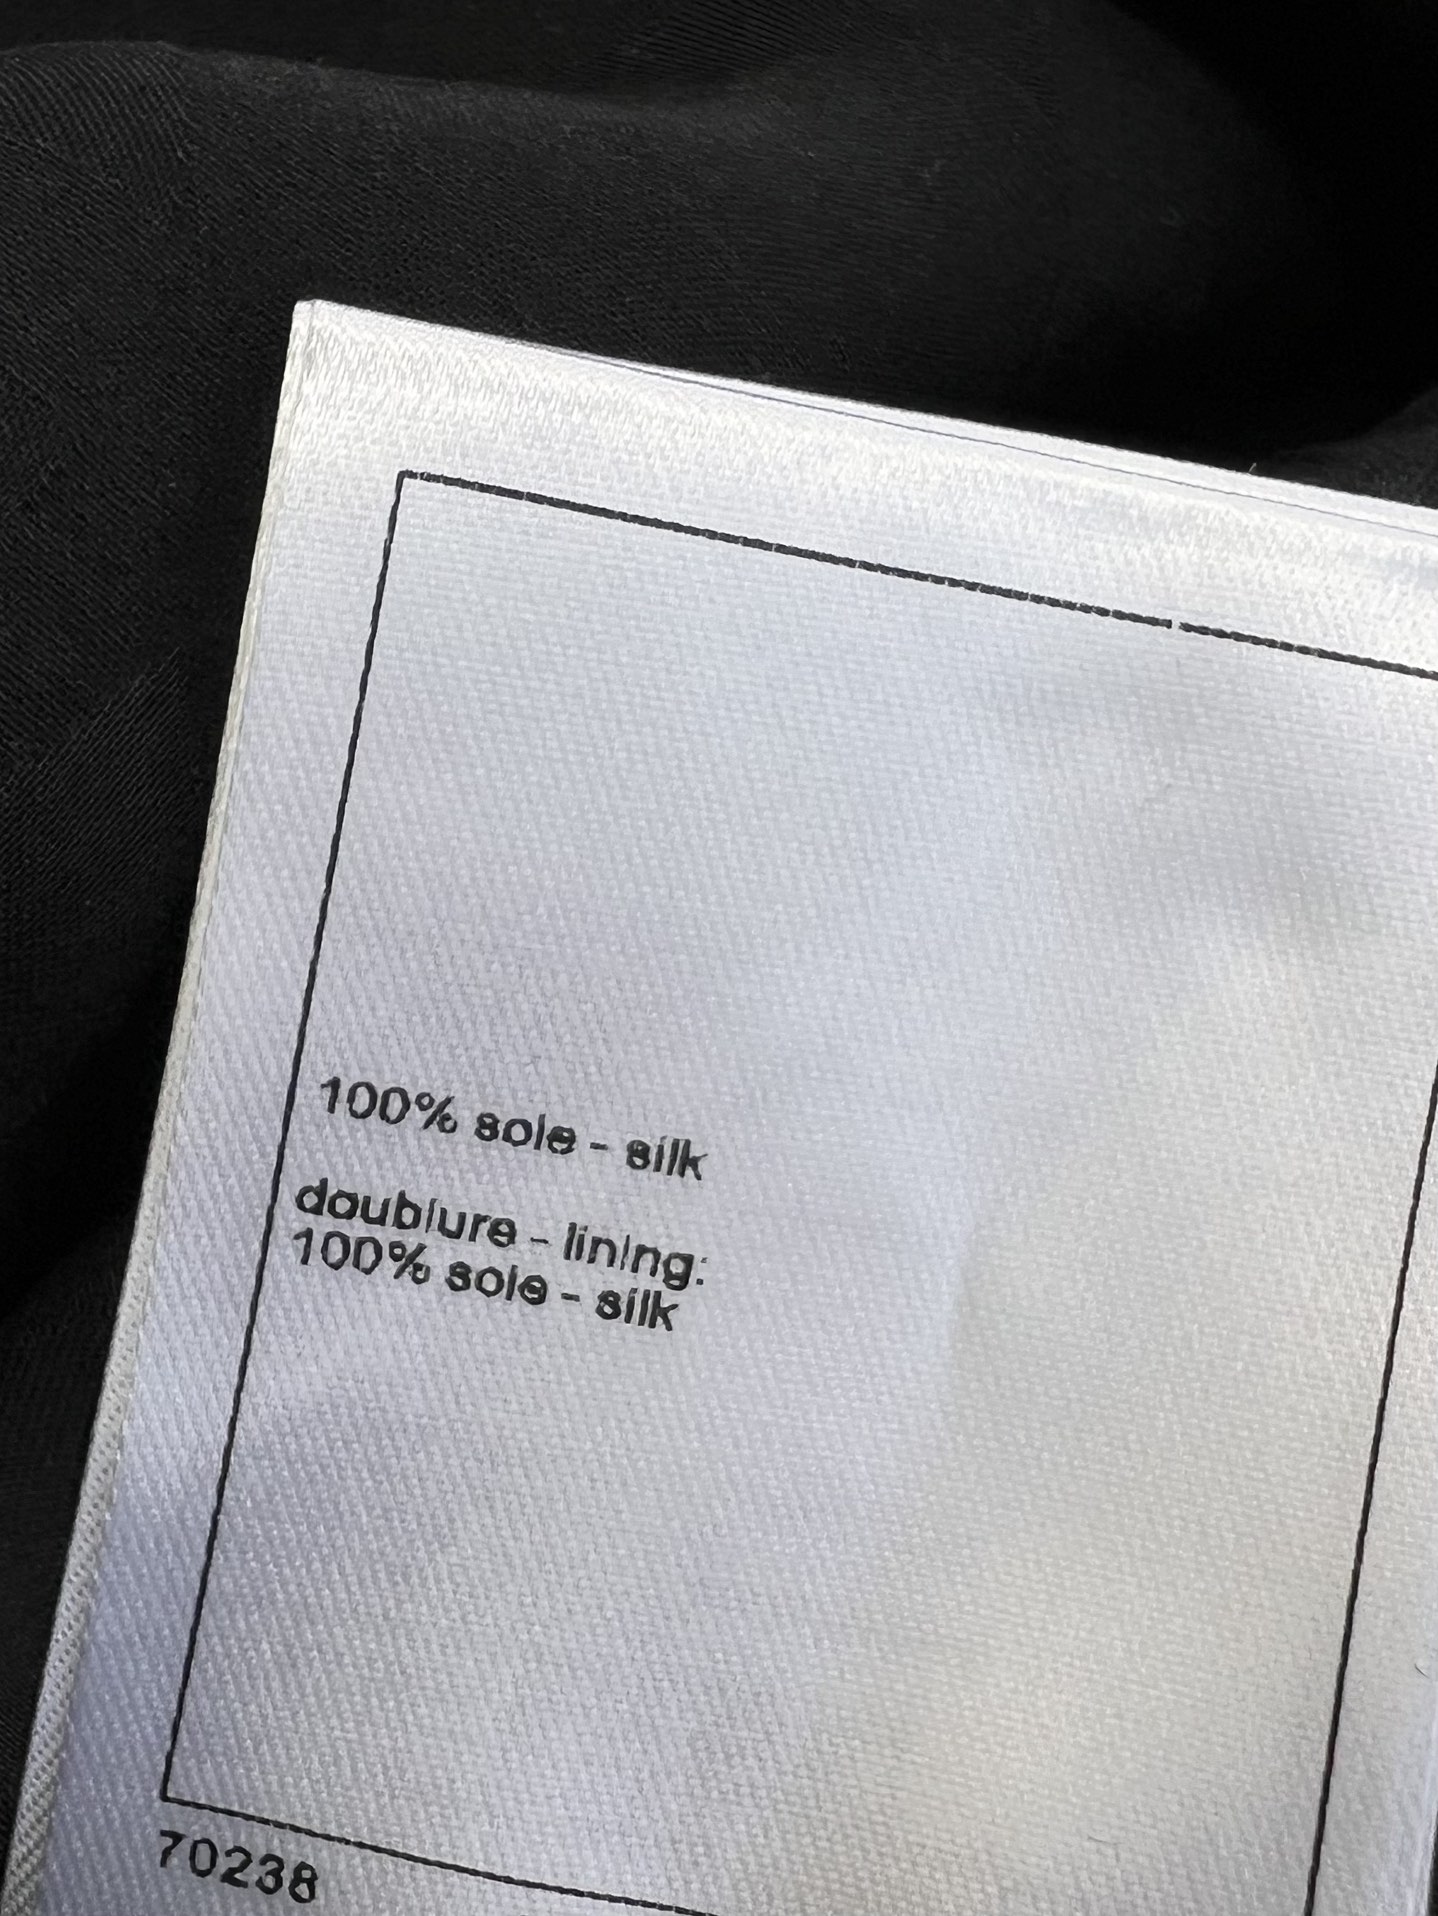 100% soie - silk
doublure - lining:
100% soie - silk
70238